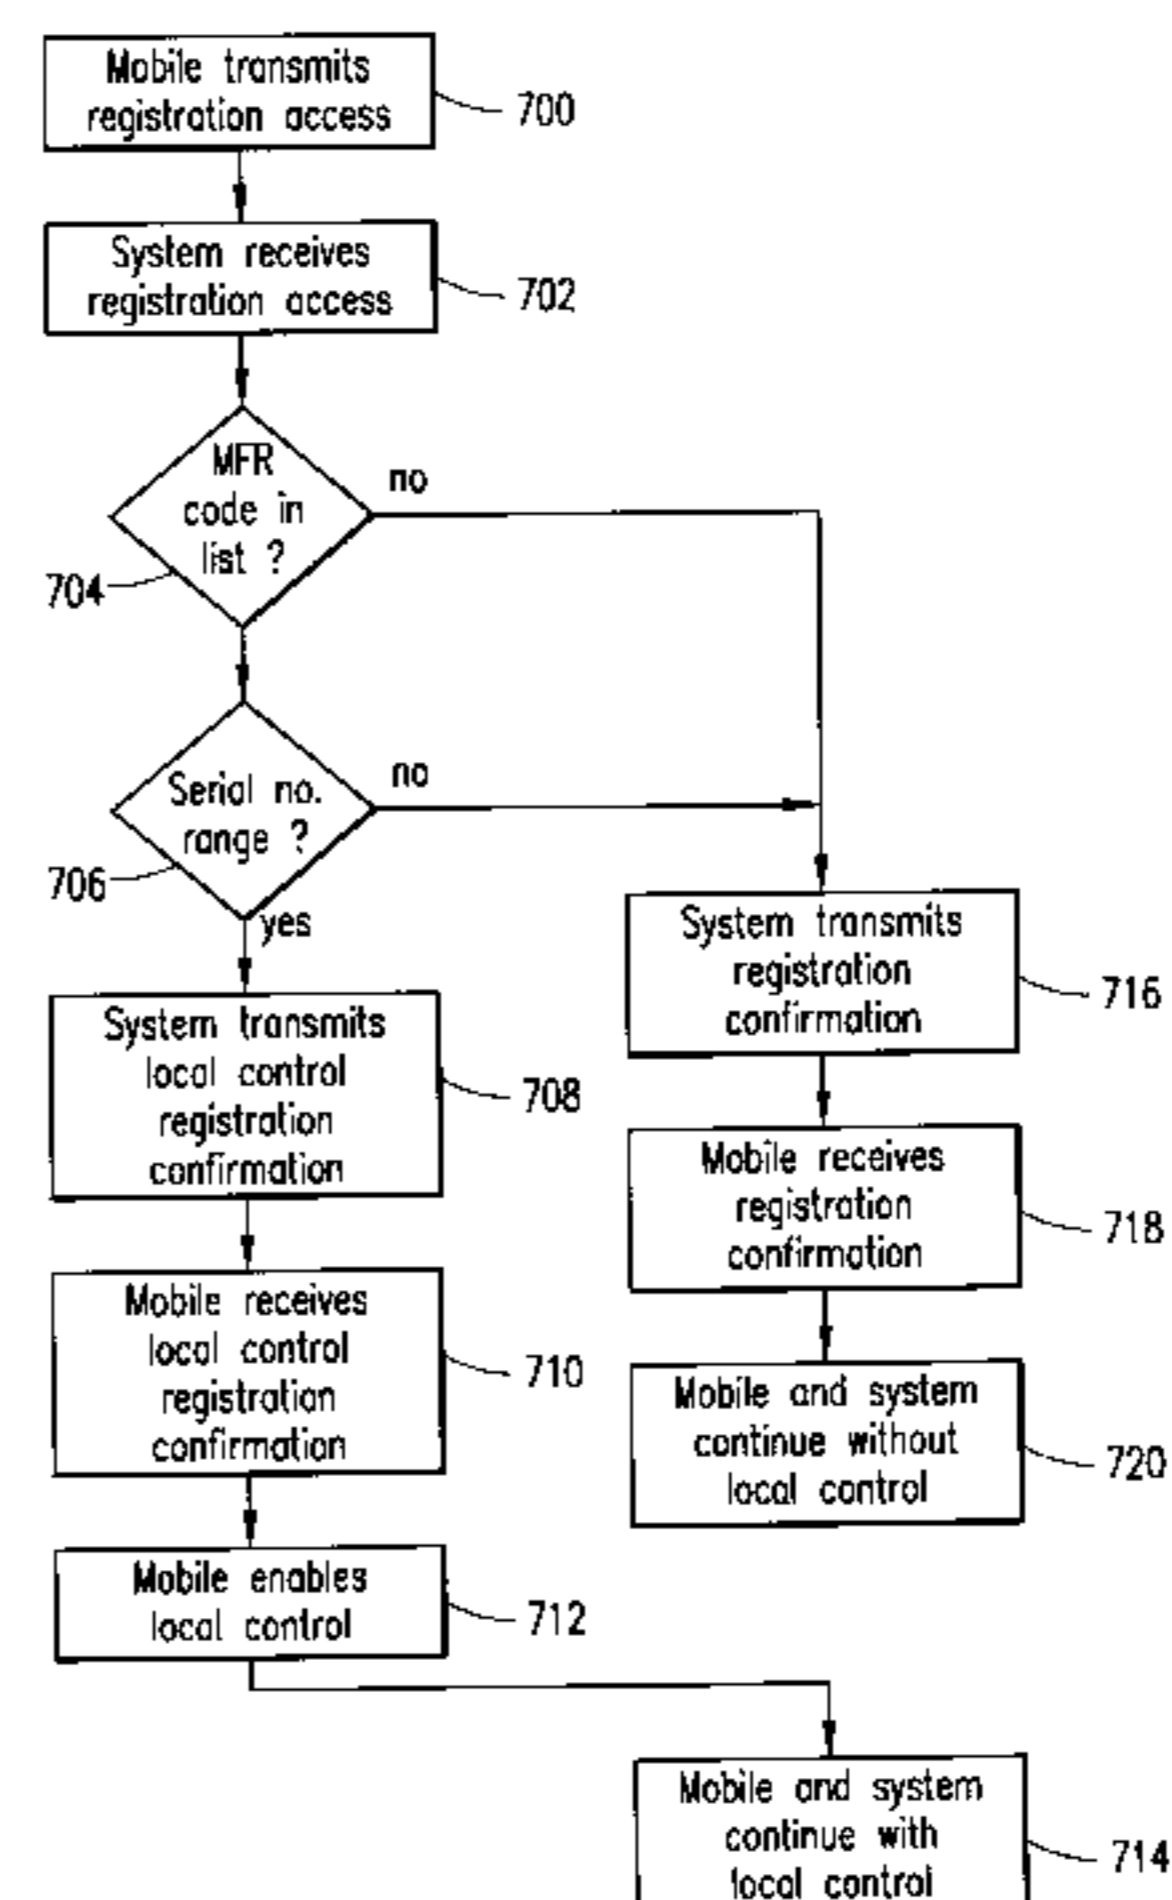 Mobile transmits
registration access
700
System receives
registration access
702
MFR
code in
list ?
no
704
Serial no.
range ?
no
706
yes
System transmits
local control
registration
confirmation
708
Mobile receives
local control
registration
confirmation
710
Mobile enables
local control
712
System transmits
registration
confirmation
716
Mobile receives
registration
confirmation
718
Mobile and system
continue without
local control
720
Mobile and system
continue with
local control
714